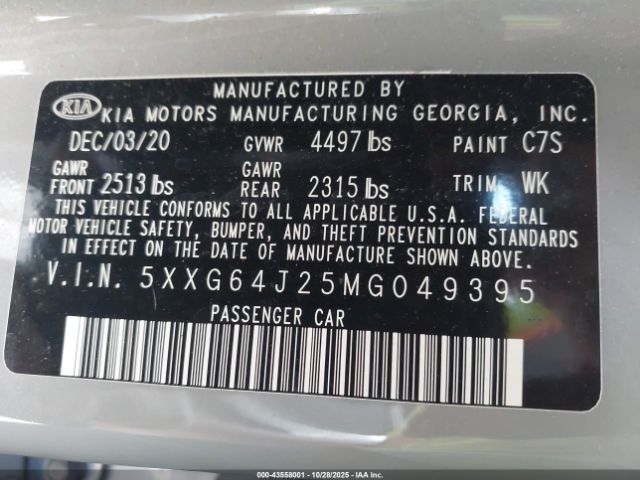 MANUFACTURED BY
KIA KIA MOTORS MANUFACTURING GEORGIA, INC.
DEC/03/20 GVWR 4497 lbs PAINT C7S
GAWR FRONT 2513 lbs GAWR REAR 2315 lbs TRIM WK
THIS VEHICLE CONFORMS TO ALL APPLICABLE U.S.A. FEDERAL
MOTOR VEHICLE SAFETY, BUMPER, AND THEFT PREVENTION STANDARDS
IN EFFECT ON THE DATE OF MANUFACTURE SHOWN ABOVE.
V.I.N. 5XXG64J25MG049395
PASSENGER CAR
000-43558001 - 10/28/2025 - IAAI.COM